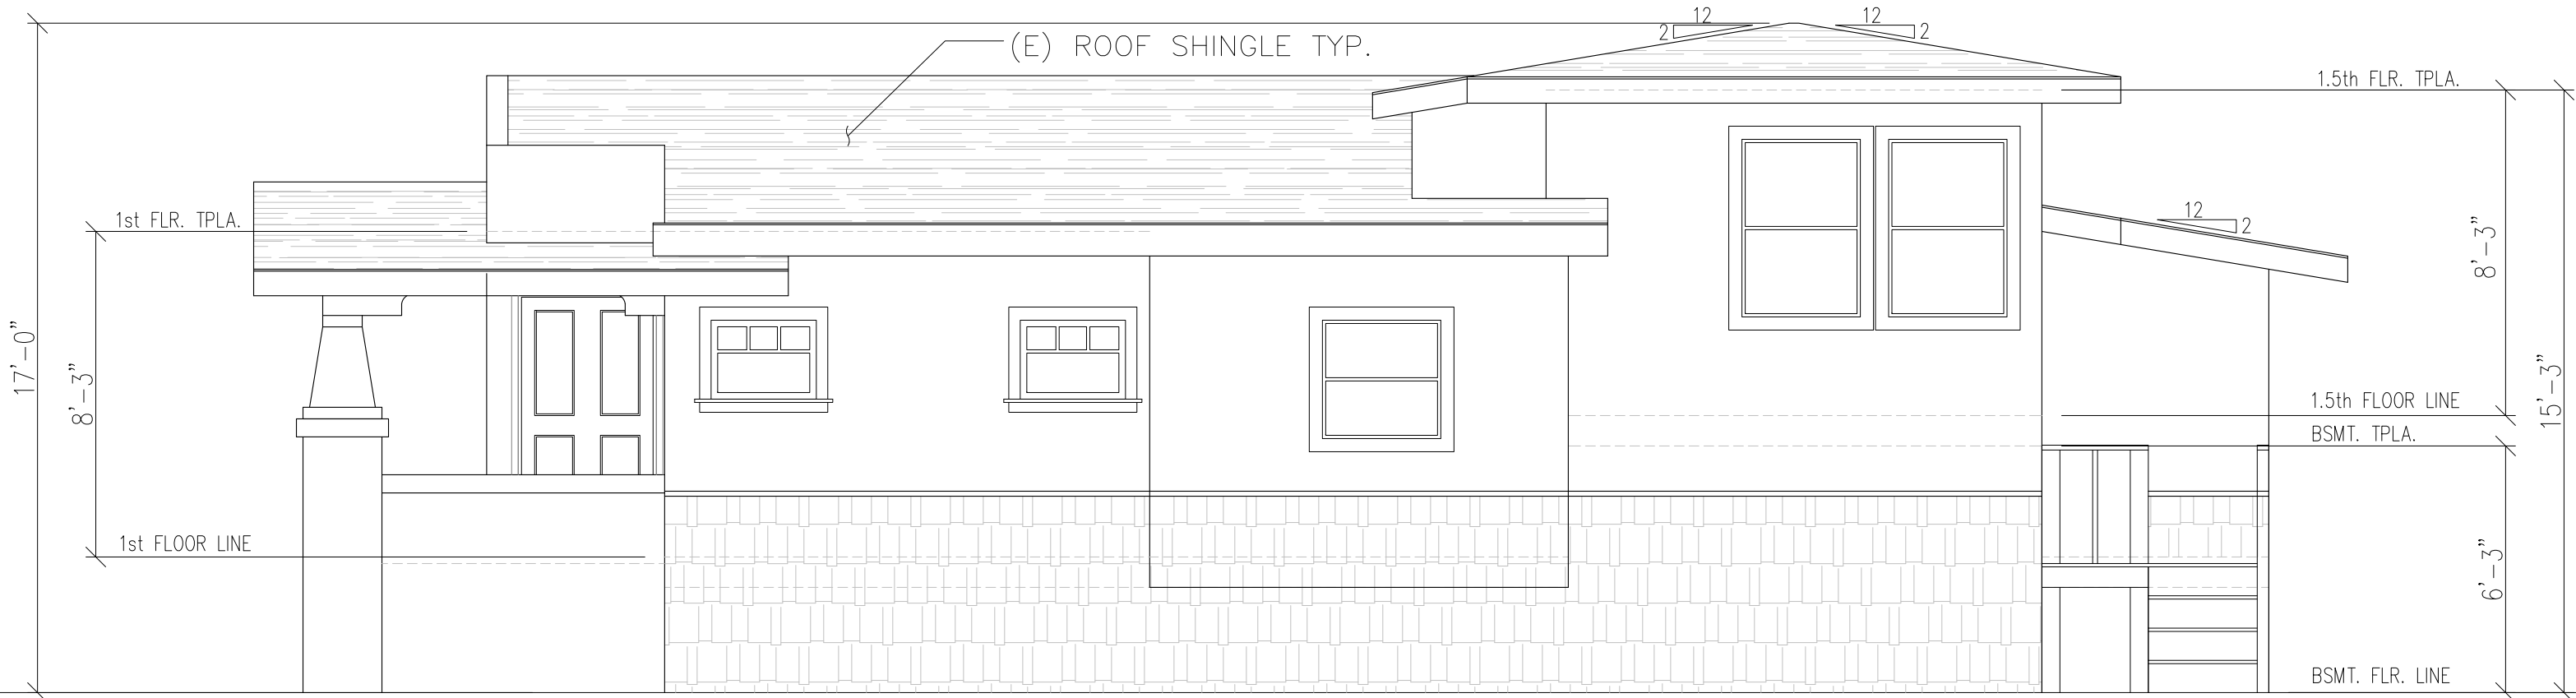 12
2
12
2
(E) ROOF SHINGLE TYP.
1.5th FLR. TPLA.
1st FLR. TPLA.
12
2
8'-3"
17'-0"
8'-3"
15'-3"
1.5th FLOOR LINE
BSMT. TPLA.
1st FLOOR LINE
6'-3"
BSMT. FLR. LINE